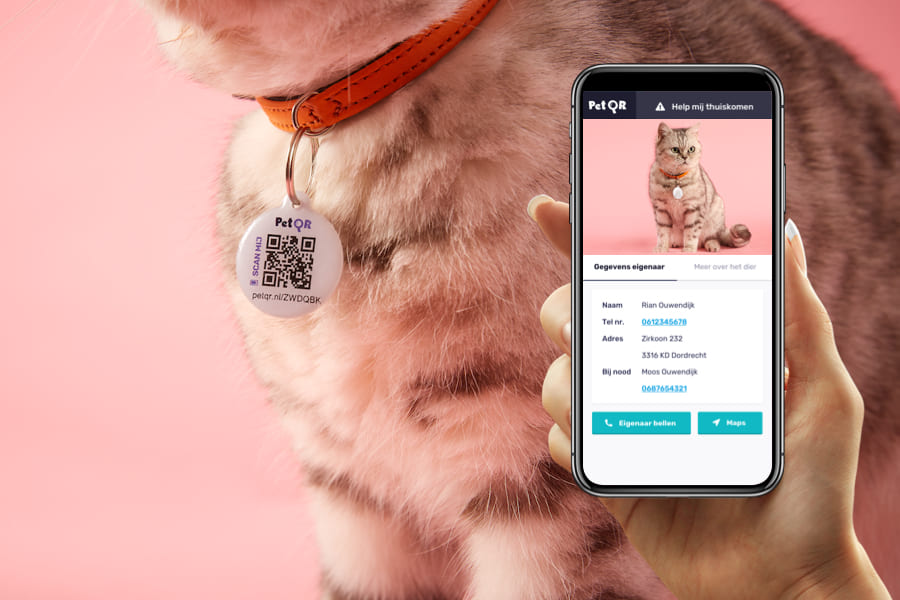 PetQR
SCAN MIJ
petqr.nl/ZWDQBK
PetQR
Help mij thuiskomen
Gegevens eigenaar
Meer over het dier
Naam Rian Ouwendijk
Tel nr. 0612345678
Adres Zirkoon 232
3316 KD Dordrecht
Bij nood Moos Ouwendijk
0687654321
Eigenaar bellen
Maps